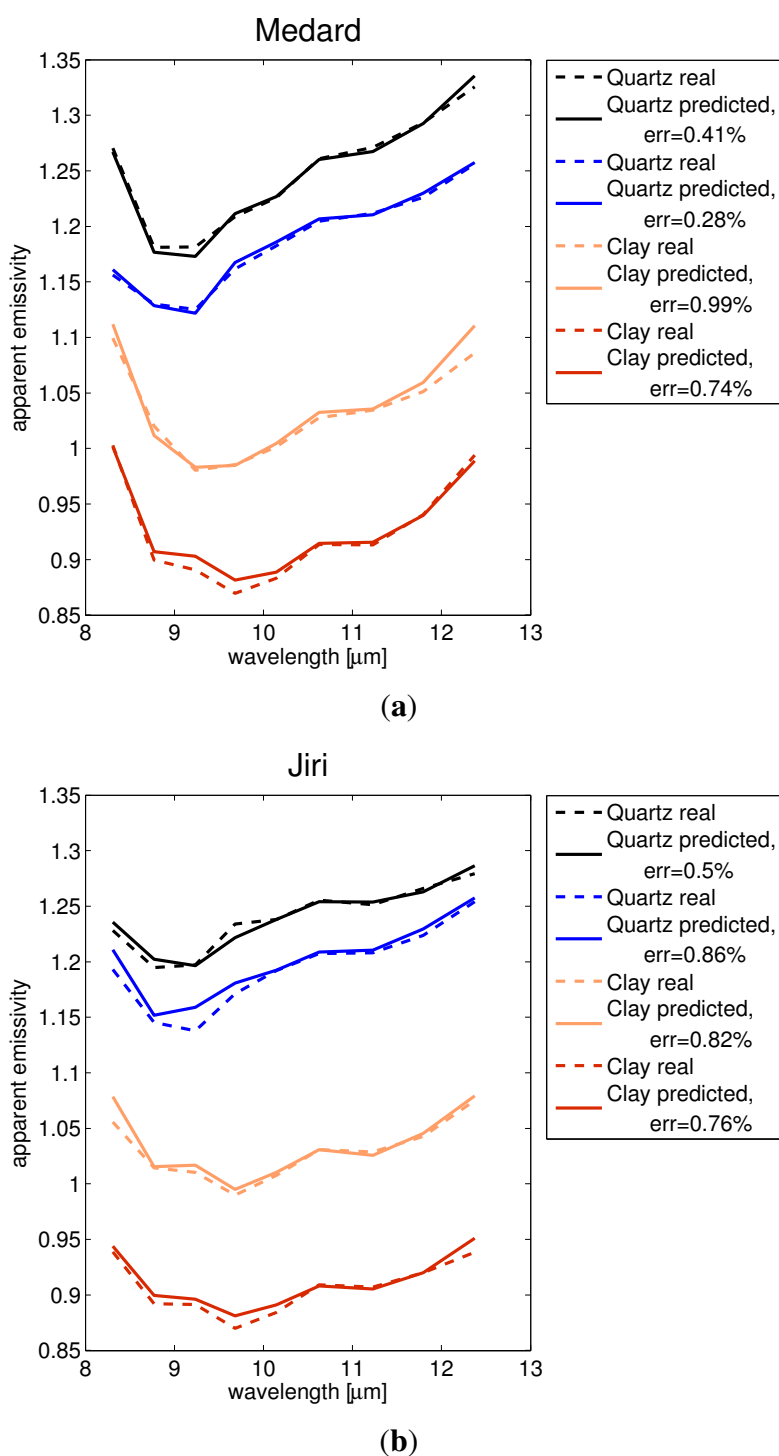 Medard
1.35
1.3
1.25
1.2
1.15
1.1
1.05
1
0.95
0.9
0.85
8 9 10 11 12 13
apparent emissivity
wavelength [μm]
Quartz real
Quartz predicted,
err=0.41%
Quartz real
Quartz predicted,
err=0.28%
Clay real
Clay predicted,
err=0.99%
Clay real
Clay predicted,
err=0.74%
(a)
Jiri
1.35
1.3
1.25
1.2
1.15
1.1
1.05
1
0.95
0.9
0.85
8 9 10 11 12 13
apparent emissivity
wavelength [μm]
Quartz real
Quartz predicted,
err=0.5%
Quartz real
Quartz predicted,
err=0.86%
Clay real
Clay predicted,
err=0.82%
Clay real
Clay predicted,
err=0.76%
(b)